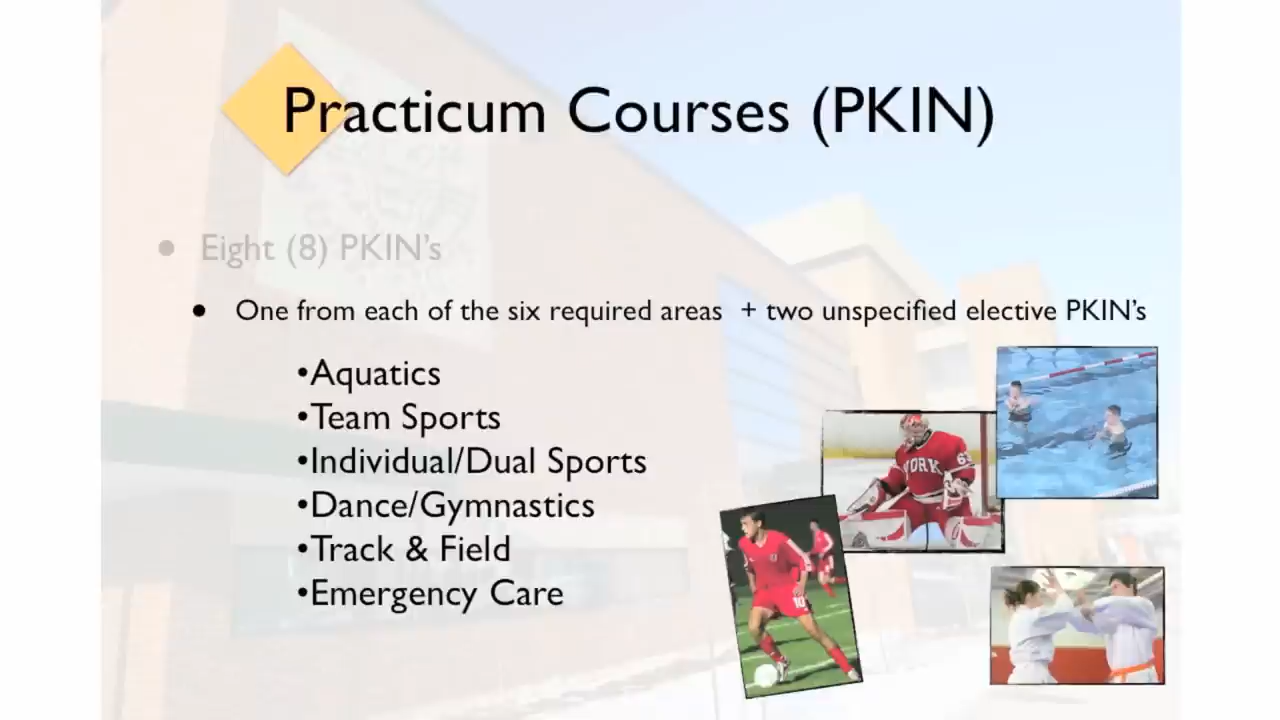 Practicum Courses (PKIN)
• Eight (8) PKIN's
• One from each of the six required areas + two unspecified elective PKIN's
•Aquatics
•Team Sports
•Individual/Dual Sports
•Dance/Gymnastics
•Track & Field
•Emergency Care
YORK
10